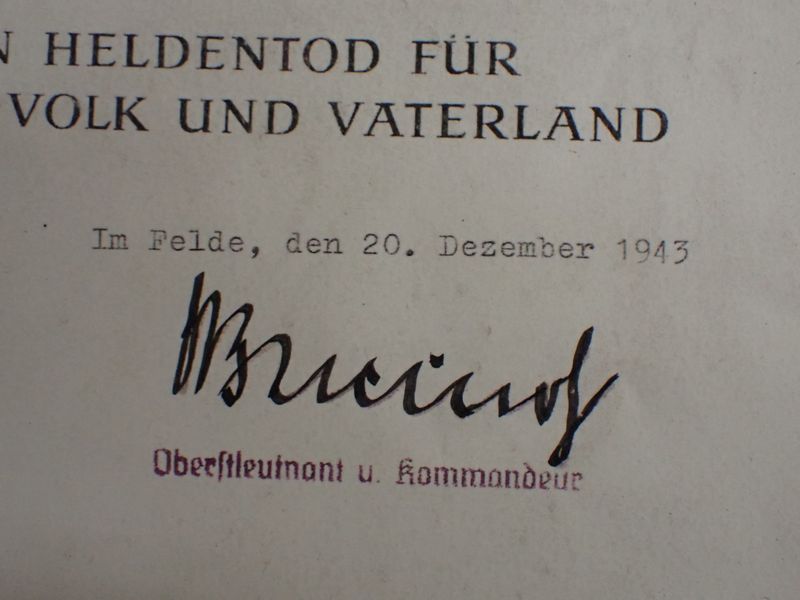 N HELDENTOD FÜR
VOLK UND VATERLAND
Im Felde, den 20. Dezember 1943
Oberstleutnant u. Kommandeur